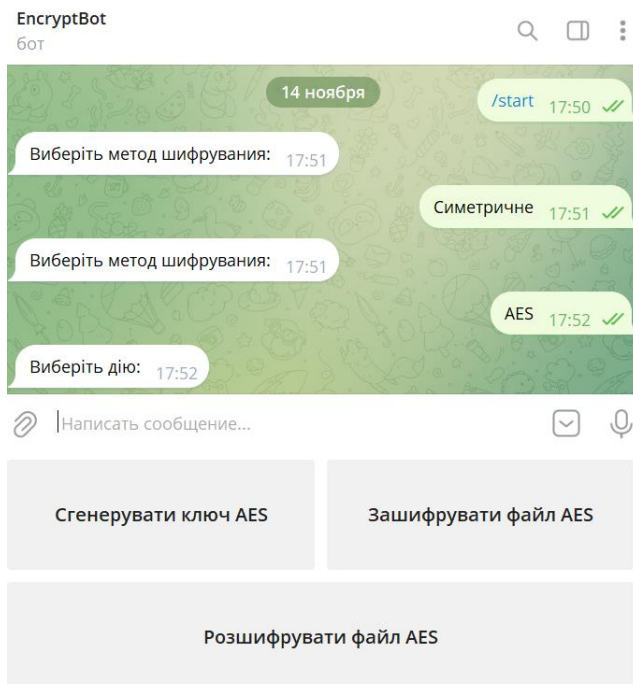 EncryptBot
бот
14 ноября
/start 17:50
Виберіть метод шифрування: 17:51
Симетричне 17:51
Виберіть метод шифрування: 17:51
AES 17:52
Виберіть дію: 17:52
Написать сообщение...
Сгенерувати ключ AES
Зашифрувати файл AES
Розшифрувати файл AES